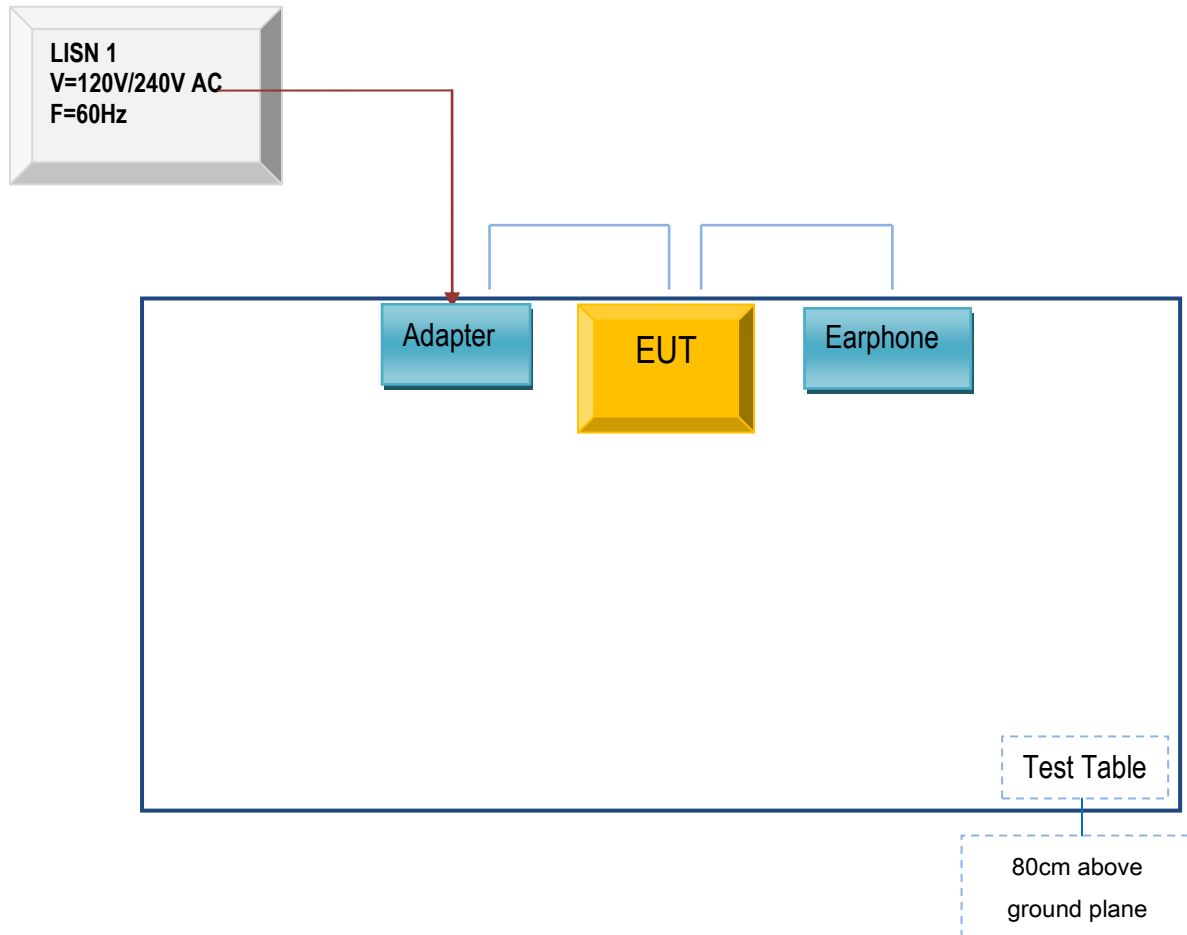 LISN 1
V=120V/240V AC
F=60Hz
Adapter
EUT
Earphone
Test Table
80cm above
ground plane